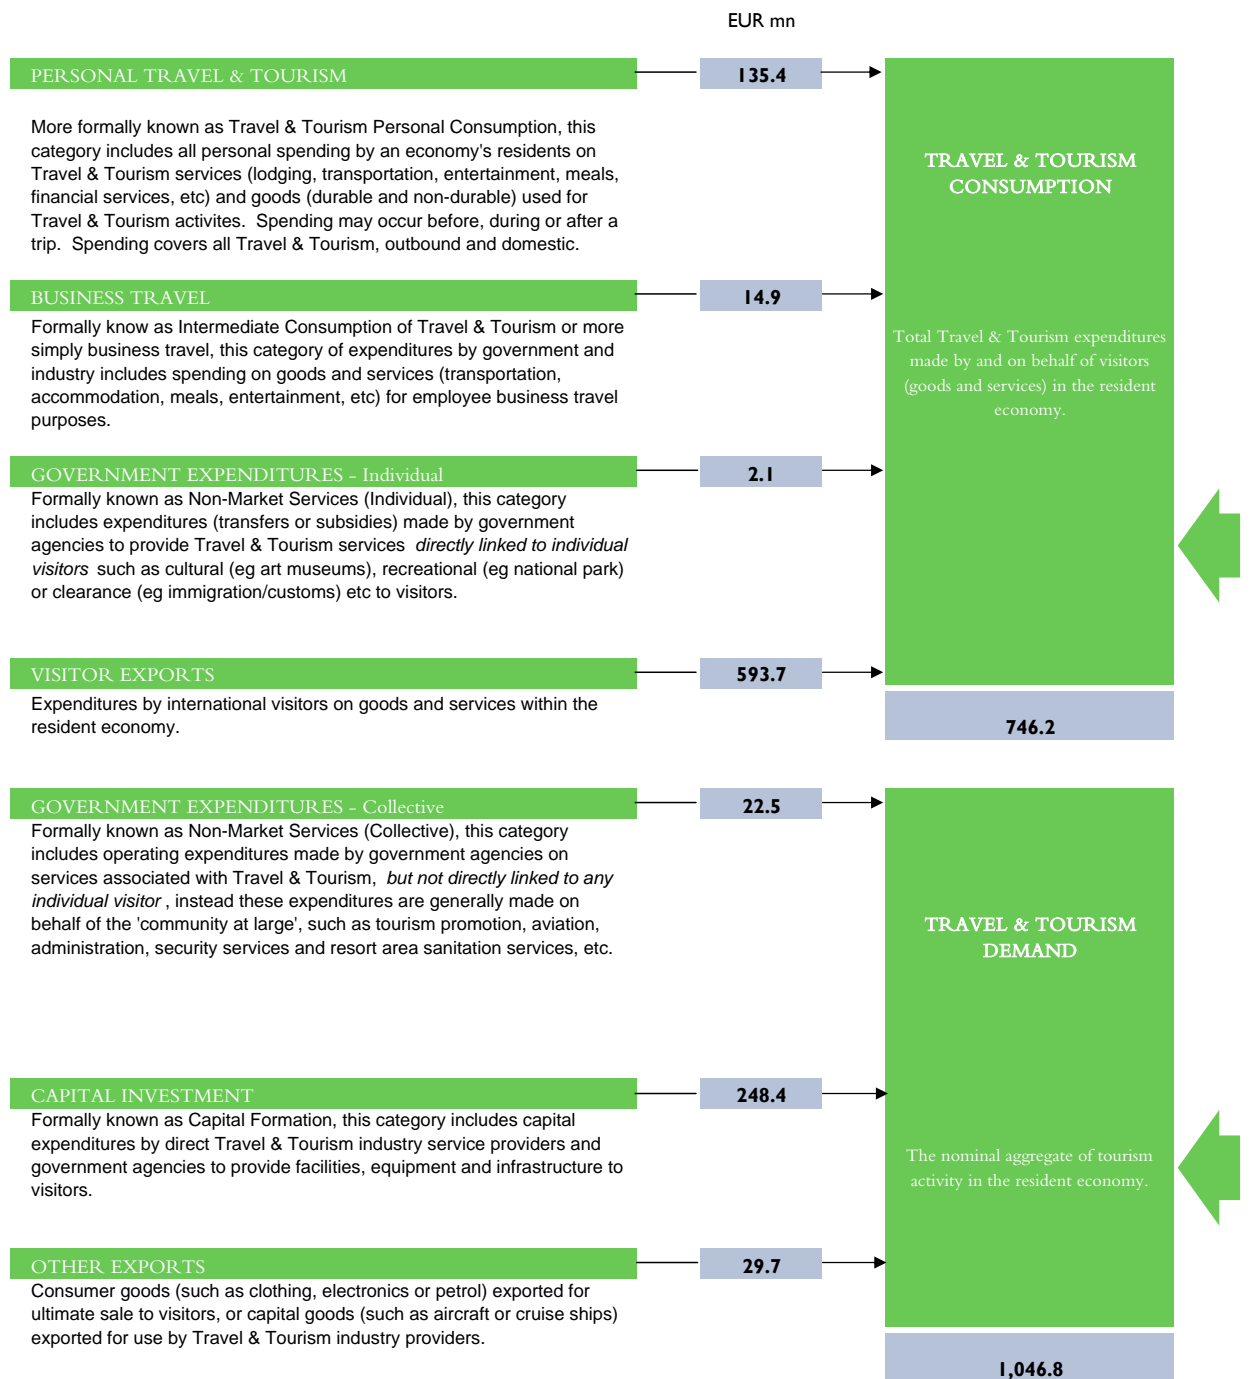 EUR mn
PERSONAL TRAVEL & TOURISM
135.4
More formally known as Travel & Tourism Personal Consumption, this
category includes all personal spending by an economy's residents on
Travel & Tourism services (lodging, transportation, entertainment, meals,
financial services, etc) and goods (durable and non-durable) used for
Travel & Tourism activites.  Spending may occur before, during or after a
trip.  Spending covers all Travel & Tourism, outbound and domestic.
TRAVEL & TOURISM
CONSUMPTION
BUSINESS TRAVEL
14.9
Formally know as Intermediate Consumption of Travel & Tourism or more
simply business travel, this category of expenditures by government and
industry includes spending on goods and services (transportation,
accommodation, meals, entertainment, etc) for employee business travel
purposes.
Total Travel & Tourism expenditures
made by and on behalf of visitors
(goods and services) in the resident
economy.
GOVERNMENT EXPENDITURES - Individual
2.1
Formally known as Non-Market Services (Individual), this category
includes expenditures (transfers or subsidies) made by government
agencies to provide Travel & Tourism services directly linked to individual
visitors such as cultural (eg art museums), recreational (eg national park)
or clearance (eg immigration/customs) etc to visitors.
VISITOR EXPORTS
593.7
Expenditures by international visitors on goods and services within the
resident economy.
746.2
GOVERNMENT EXPENDITURES - Collective
22.5
Formally known as Non-Market Services (Collective), this category
includes operating expenditures made by government agencies on
services associated with Travel & Tourism, but not directly linked to any
individual visitor , instead these expenditures are generally made on
behalf of the 'community at large', such as tourism promotion, aviation,
administration, security services and resort area sanitation services, etc.
TRAVEL & TOURISM
DEMAND
CAPITAL INVESTMENT
248.4
Formally known as Capital Formation, this category includes capital
expenditures by direct Travel & Tourism industry service providers and
government agencies to provide facilities, equipment and infrastructure to
visitors.
The nominal aggregate of tourism
activity in the resident economy.
OTHER EXPORTS
29.7
Consumer goods (such as clothing, electronics or petrol) exported for
ultimate sale to visitors, or capital goods (such as aircraft or cruise ships)
exported for use by Travel & Tourism industry providers.
1,046.8